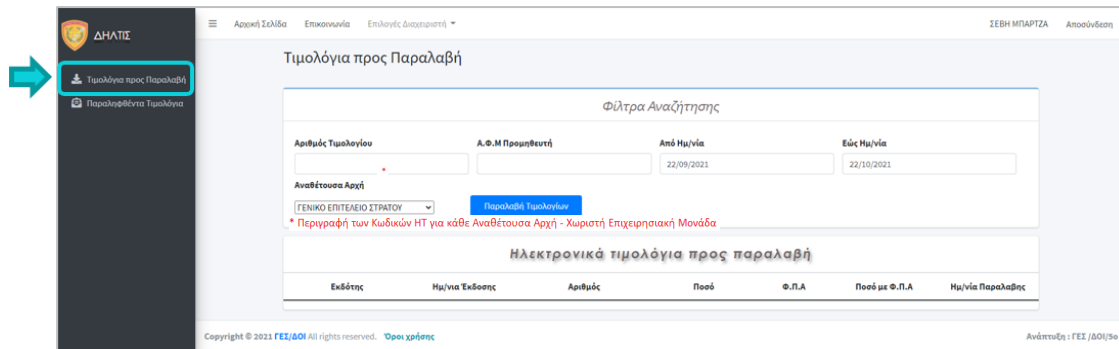 ΔΗΛΤΙΣ
Τιμολόγια προς Παραλαβή
Παραληφθέντα Τιμολόγια
Αρχική Σελίδα Επικοινωνία Επιλογές Διαχειριστή
ΣΕΒΗ ΜΠΑΡΤΖΑ Αποσύνδεση
Τιμολόγια προς Παραλαβή
Φίλτρα Αναζήτησης
Αριθμός Τιμολογίου Α.Φ.Μ Προμηθευτή Από Ημ/νία Εώς Ημ/νία
22/09/2021 22/10/2021
*
Αναθέτουσα Αρχή
ΓΕΝΙΚΟ ΕΠΙΤΕΛΕΙΟ ΣΤΡΑΤΟΥ Παραλαβή Τιμολογίων
* Περιγραφή των Κωδικών ΗΤ για κάθε Αναθέτουσα Αρχή - Χωριστή Επιχειρησιακή Μονάδα
Ηλεκτρονικά τιμολόγια προς παραλαβή
Εκδότης Ημ/νια Έκδοσης Αριθμός Ποσό Φ.Π.Α Ποσό με Φ.Π.Α Ημ/νία Παραλαβης
Copyright © 2021 ΓΕΣ/ΔΟΙ All rights reserved. Όροι χρήσης
Ανάπτυξη : ΓΕΣ /ΔΟΙ/5ο